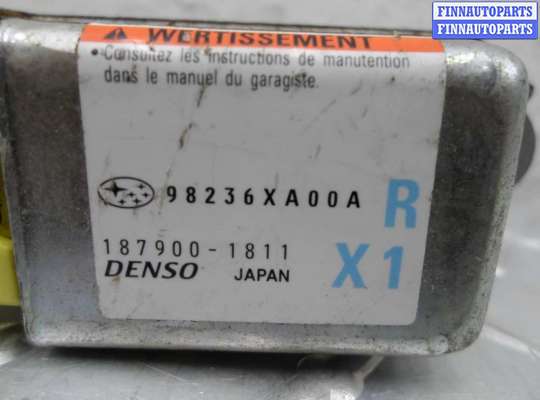 FINNAUTOPARTS
FINNAUTOPARTS
WERTISSEMENT
• Consultez les instructions de manutention
dans le manuel du garagiste.
98236XA00A R
187900-1811
DENSO JAPAN X1